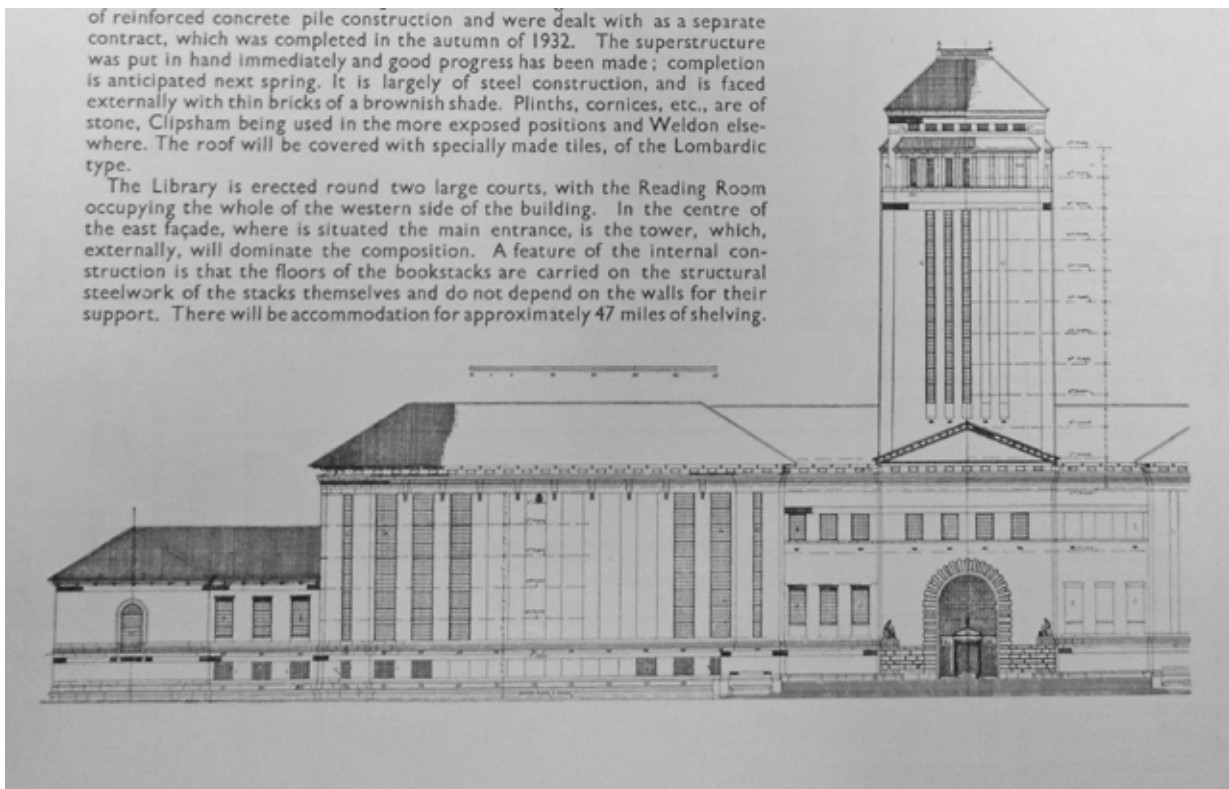 of reinforced concrete pile construction and were dealt with as a separate
contract, which was completed in the autumn of 1932. The superstructure
was put in hand immediately and good progress has been made; completion
is anticipated next spring. It is largely of steel construction, and is faced
externally with thin bricks of a brownish shade. Plinths, cornices, etc., are of
stone, Clipsham being used in the more exposed positions and Weldon else-
where. The roof will be covered with specially made tiles, of the Lombardic
type.
The Library is erected round two large courts, with the Reading Room
occupying the whole of the western side of the building. In the centre of
the east façade, where is situated the main entrance, is the tower, which,
externally, will dominate the composition. A feature of the internal con-
struction is that the floors of the bookstacks are carried on the structural
steelwork of the stacks themselves and do not depend on the walls for their
support. There will be accommodation for approximately 47 miles of shelving.